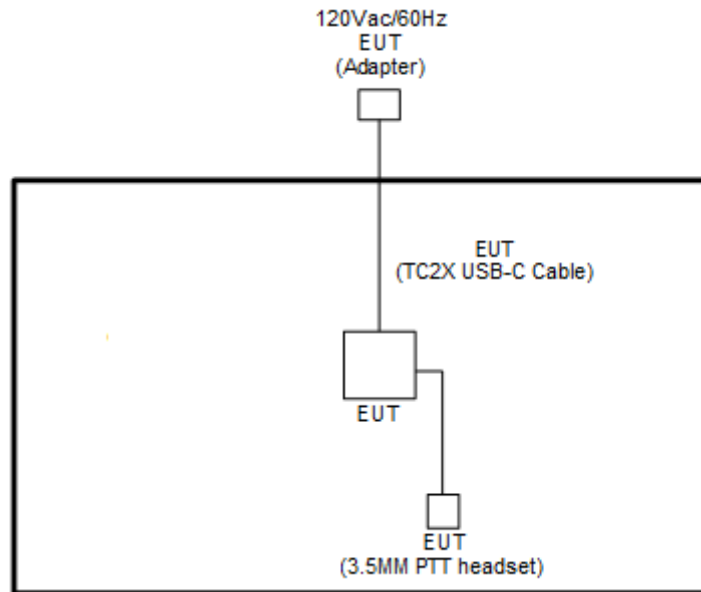 120Vac/60Hz
EUT
(Adapter)
EUT
(TC2X USB-C Cable)
EUT
EUT
(3.5MM PTT headset)